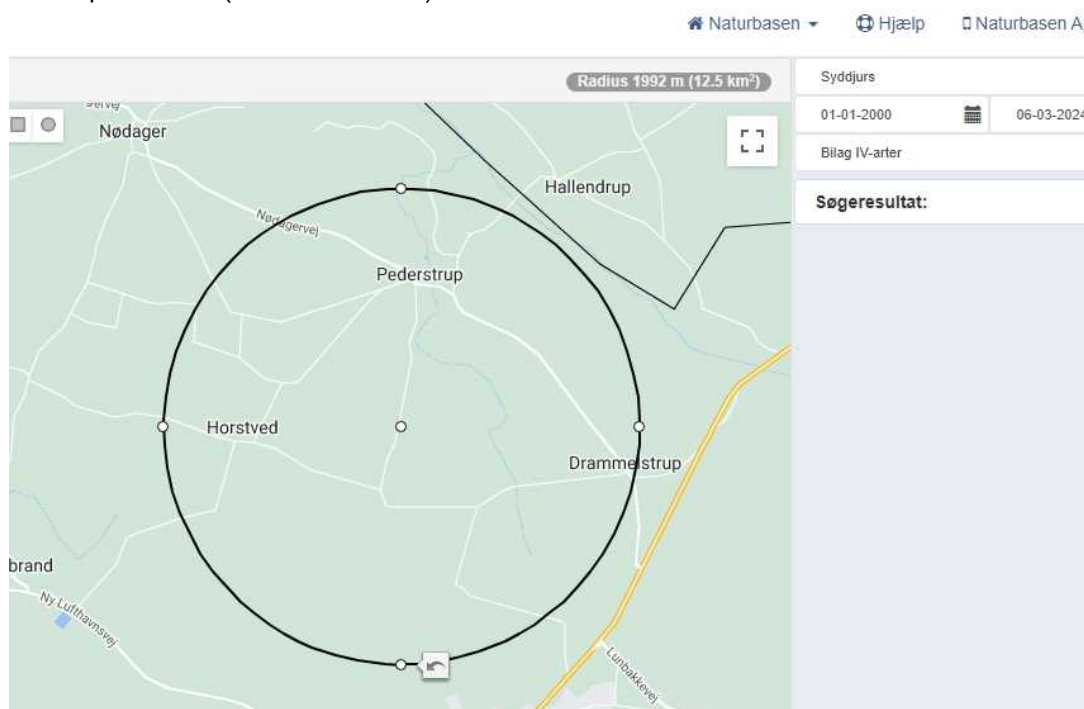 Naturbasen
Hjælp
Naturbasen A
Radius 1992 m (12.5 km²)
Syddjurs
01-01-2000
06-03-2024
Bilag IV-arter
Søgeresultat:
Nødager
Hallendrup
Nødagervej
Pederstrup
Horstved
Drammelstrup
brand
Ny Lufthavnsvej
Lunbakkevej